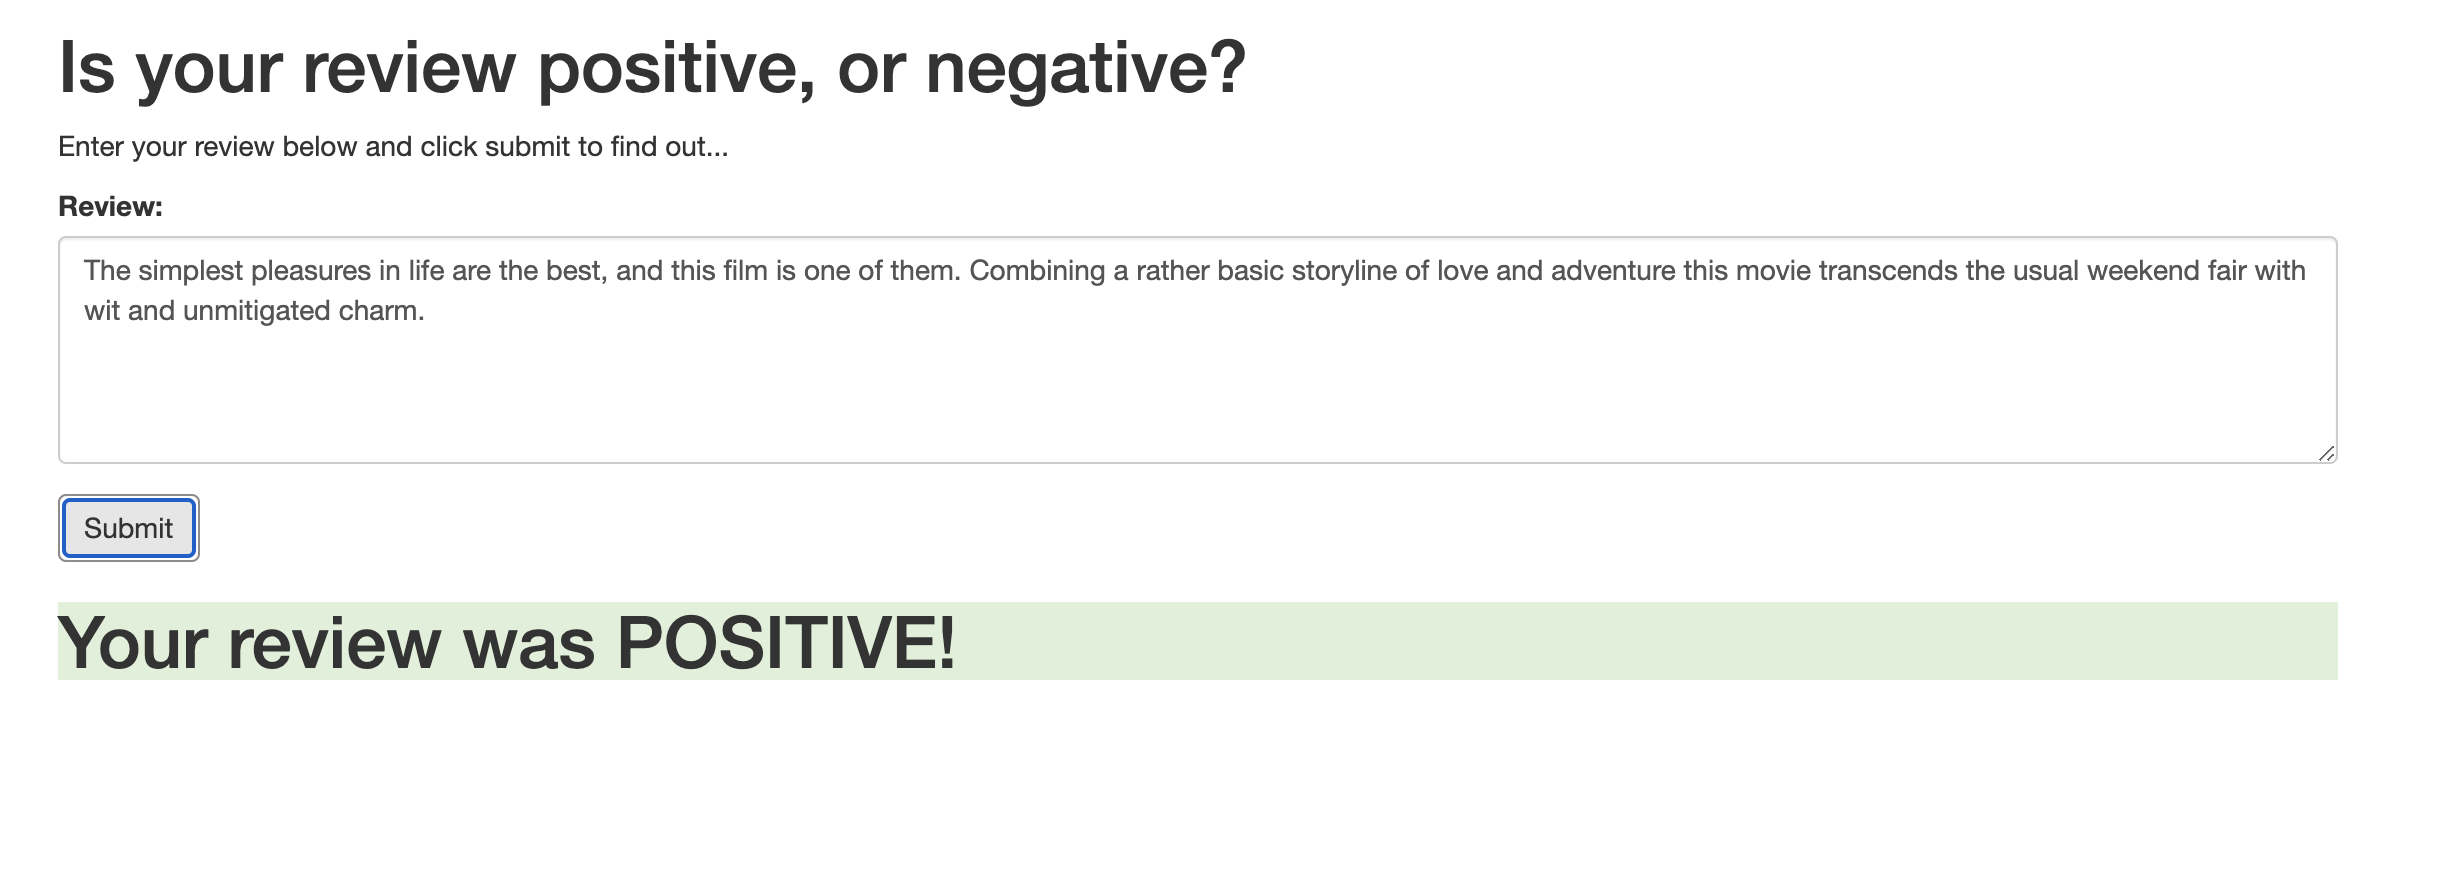 Is your review positive, or negative?
Enter your review below and click submit to find out...
Review:
The simplest pleasures in life are the best, and this film is one of them. Combining a rather basic storyline of love and adventure this movie transcends the usual weekend fair with
wit and unmitigated charm.
Submit
Your review was POSITIVE!